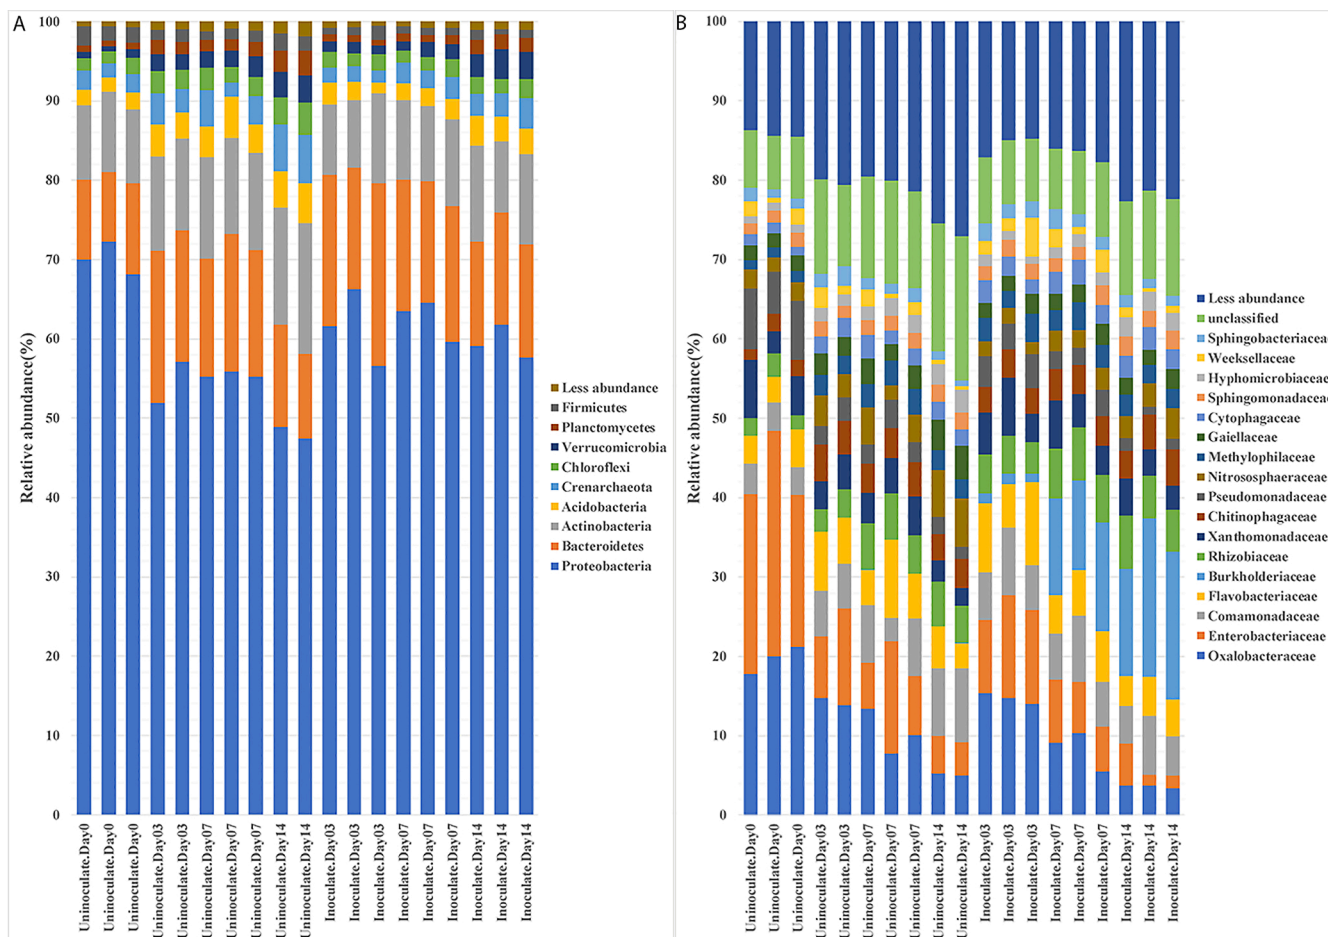 A
Relative abundance(%)
100
90
80
70
60
50
40
30
20
10
0
Uninoculate.Day0
Uninoculate.Day0
Uninoculate.Day0
Uninoculate.Day03
Uninoculate.Day03
Uninoculate.Day07
Uninoculate.Day07
Uninoculate.Day07
Uninoculate.Day14
Uninoculate.Day14
Inoculate.Day03
Inoculate.Day03
Inoculate.Day03
Inoculate.Day07
Inoculate.Day07
Inoculate.Day07
Inoculate.Day14
Inoculate.Day14
Inoculate.Day14
Less abundance
Firmicutes
Planctomycetes
Verrucomicrobia
Chloroflexi
Crenarchaeota
Acidobacteria
Actinobacteria
Bacteroidetes
Proteobacteria
B
Relative abundance(%)
100
90
80
70
60
50
40
30
20
10
0
Uninoculate.Day0
Uninoculate.Day0
Uninoculate.Day0
Uninoculate.Day03
Uninoculate.Day03
Uninoculate.Day07
Uninoculate.Day07
Uninoculate.Day07
Uninoculate.Day14
Uninoculate.Day14
Inoculate.Day03
Inoculate.Day03
Inoculate.Day03
Inoculate.Day07
Inoculate.Day07
Inoculate.Day07
Inoculate.Day14
Inoculate.Day14
Inoculate.Day14
Less abundance
unclassified
Sphingobacteriaceae
Weeksellaceae
Hyphomicrobiaceae
Sphingomonadaceae
Cytophagaceae
Gaiellaceae
Methylophilaceae
Nitrososphaeraceae
Pseudomonadaceae
Chitinophagaceae
Xanthomonadaceae
Rhizobiaceae
Burkholderiaceae
Flavobacteriaceae
Comamonadaceae
Enterobacteriaceae
Oxalobacteraceae